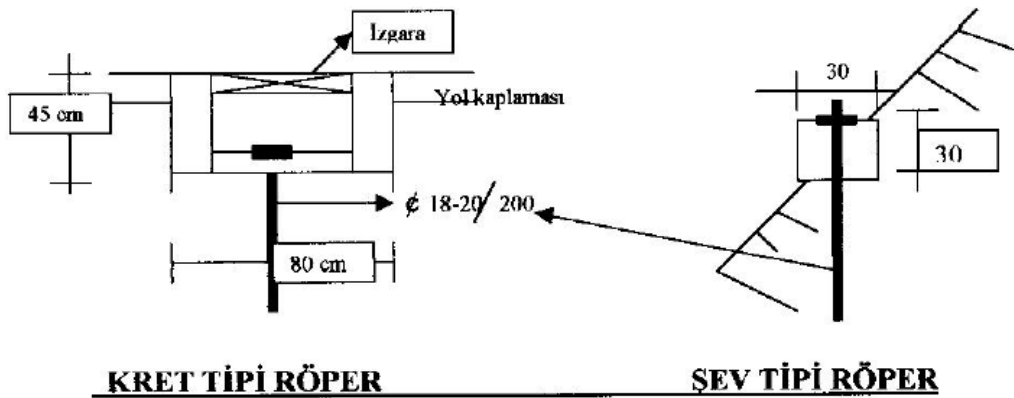 Izgara
30
45 cm
Yol kaplaması
30
¢ 18-20/ 200
80 cm
KRET TİPİ RÖPER
ŞEV TİPİ RÖPER